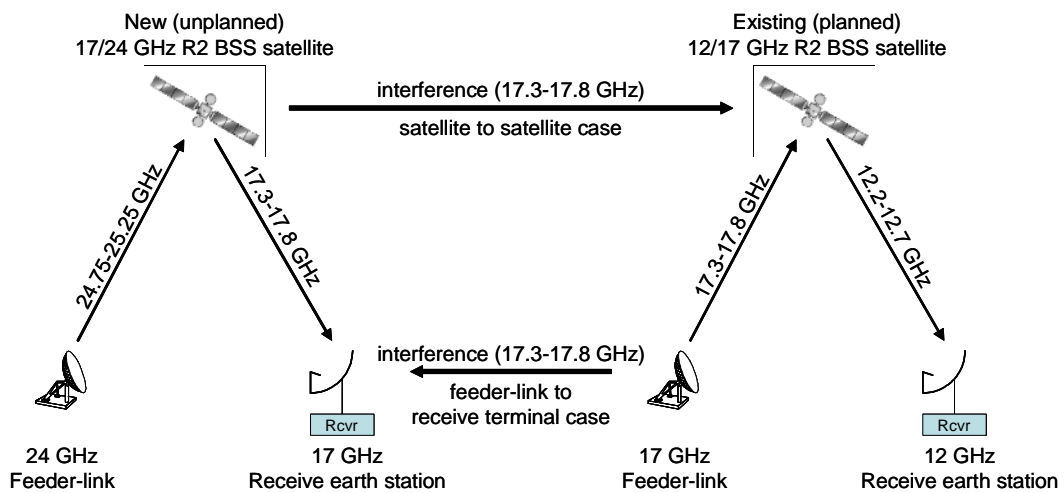 New (unplanned)
17/24 GHz R2 BSS satellite
Existing (planned)
12/17 GHz R2 BSS satellite
interference (17.3-17.8 GHz)
satellite to satellite case
24.75-25.25 GHz
17.3-17.8 GHz
17.3-17.8 GHz
12.2-12.7 GHz
interference (17.3-17.8 GHz)
feeder-link to
receive terminal case
Rcvr
Rcvr
24 GHz
Feeder-link
17 GHz
Receive earth station
17 GHz
Feeder-link
12 GHz
Receive earth station